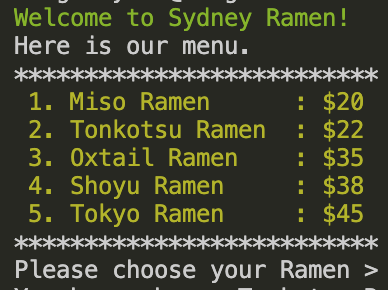 Welcome to Sydney Ramen!
Here is our menu.
**************************
1. Miso Ramen : $20
2. Tonkotsu Ramen : $22
3. Oxtail Ramen : $35
4. Shoyu Ramen : $38
5. Tokyo Ramen : $45
**************************
Please choose your Ramen >